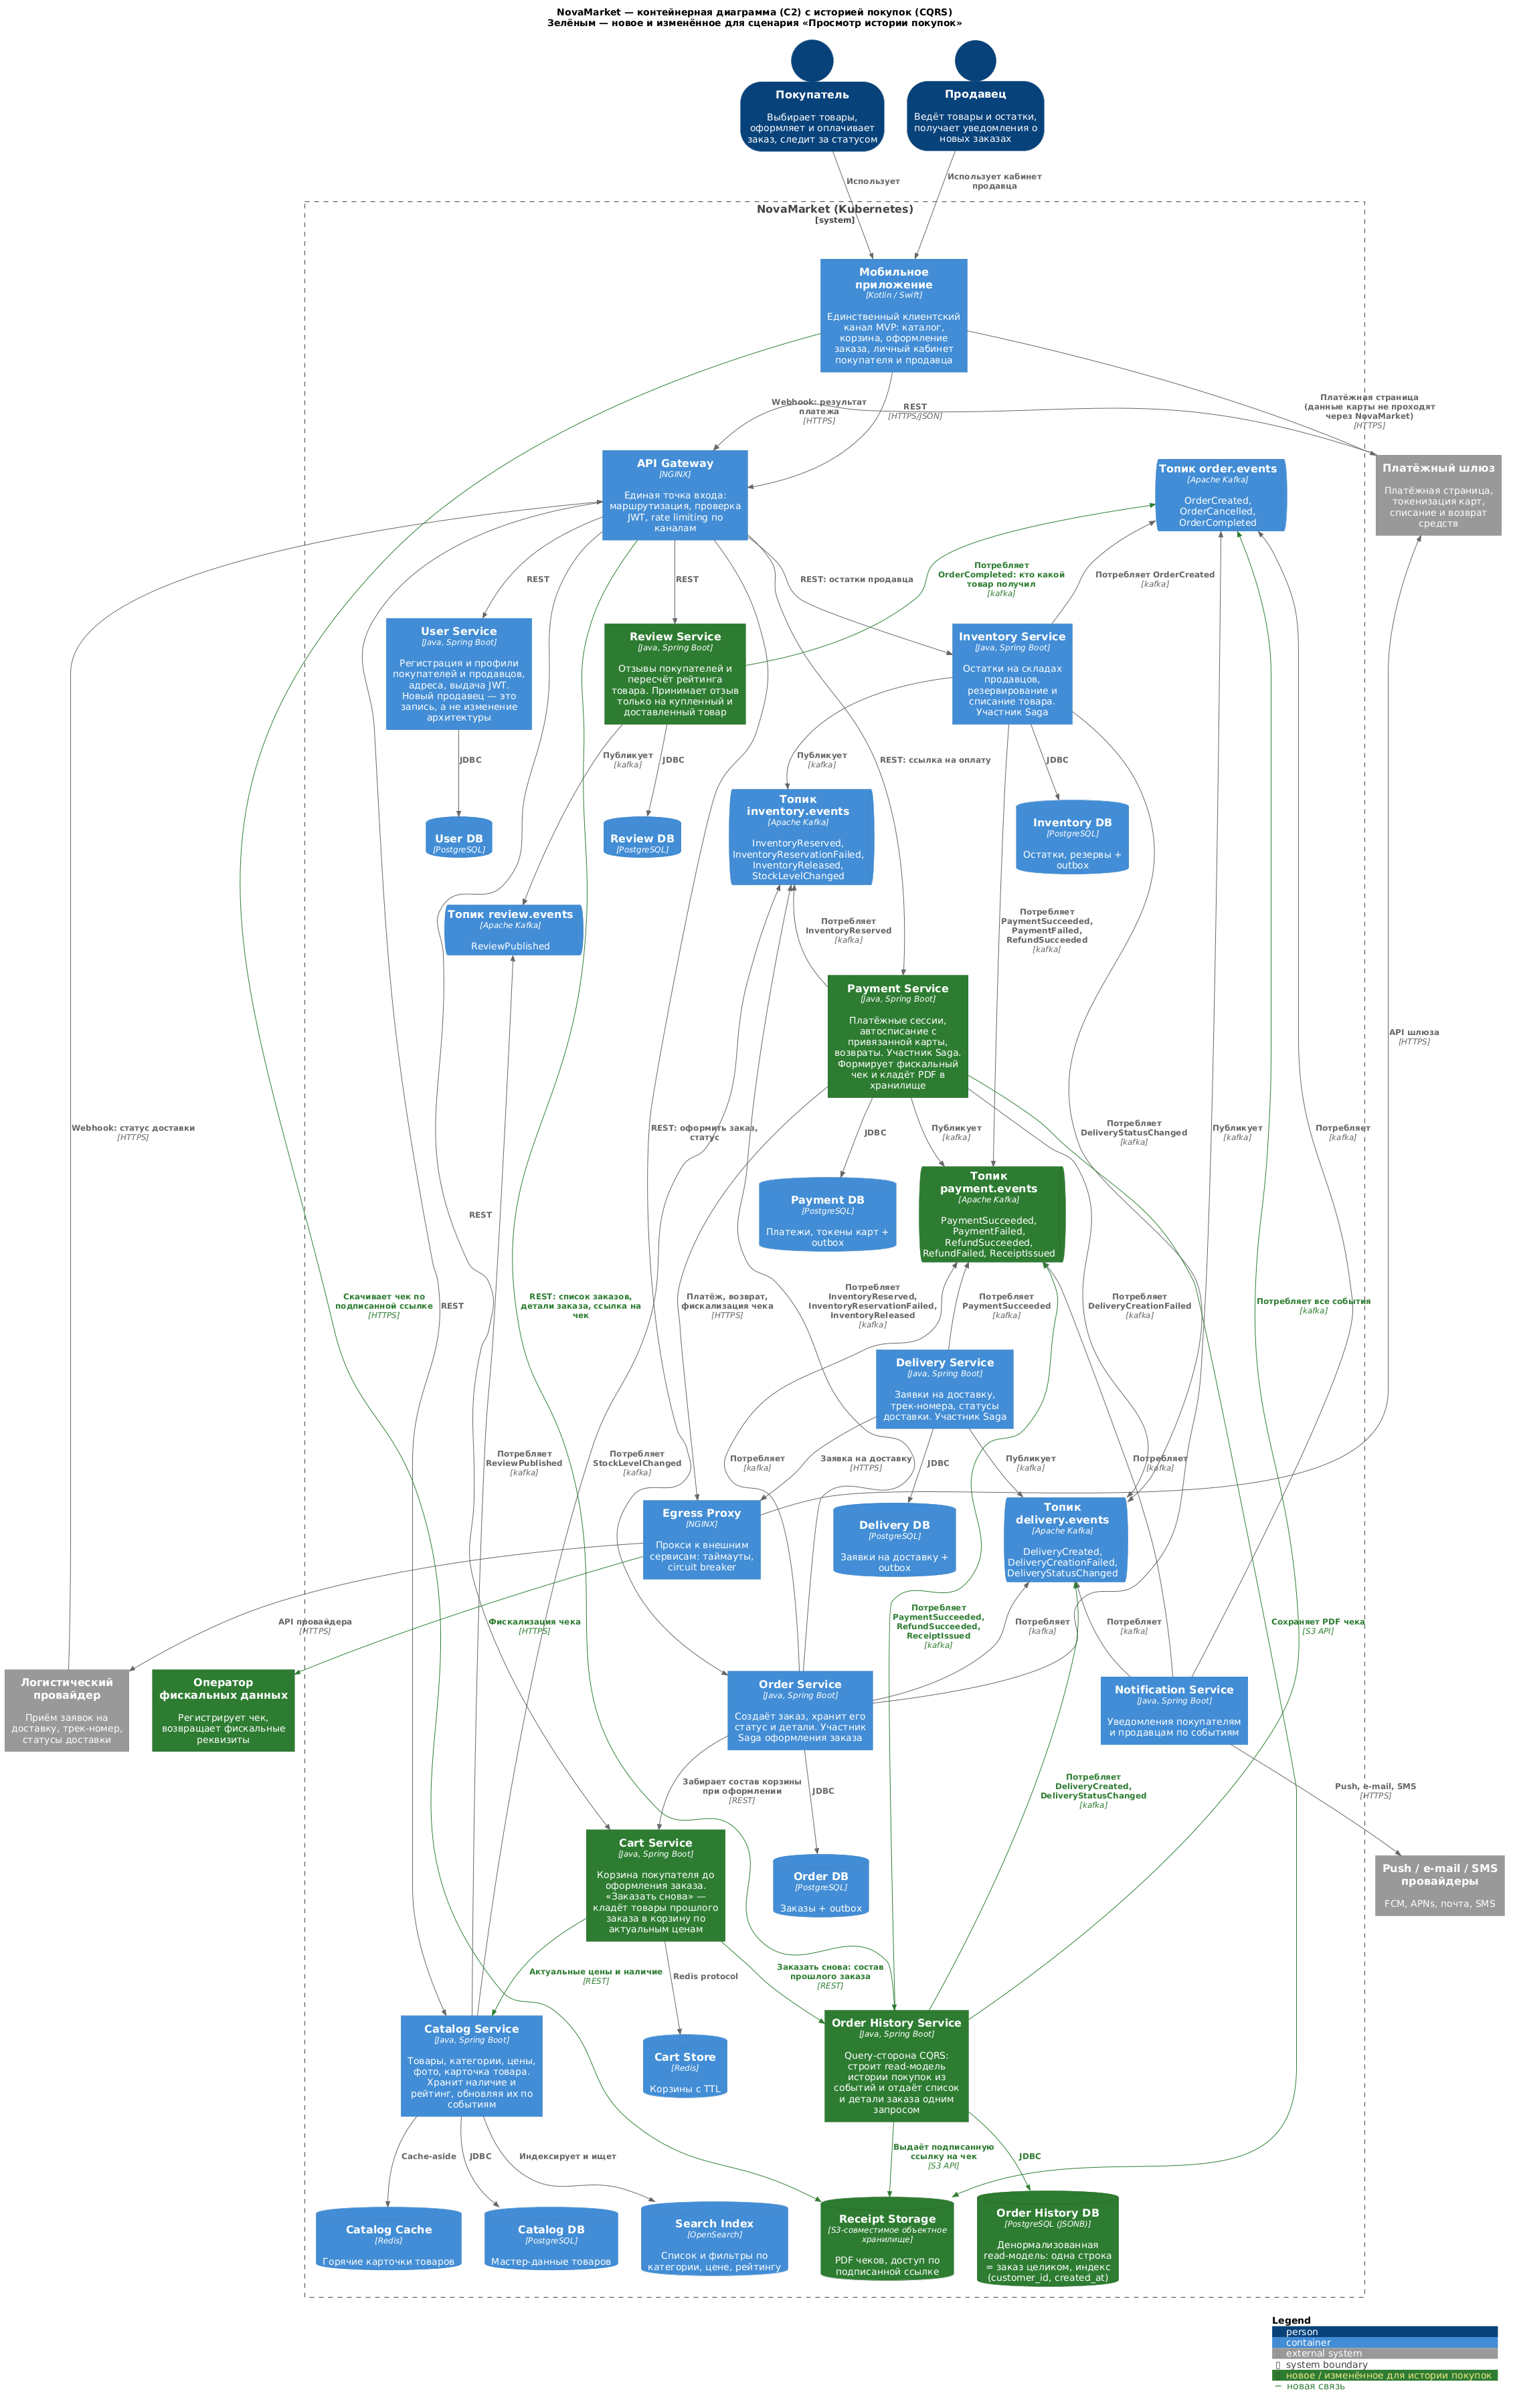 NovaMarket — контейнерная диаграмма (C2) с историей покупок (CQRS)
Зелёным — новое и изменённое для сценария «Просмотр истории покупок»
Покупатель
Выбирает товары,
оформляет и оплачивает
заказ, следит за статусом
Продавец
Ведёт товары и остатки,
получает уведомления о
новых заказах
Использует
Использует кабинет
продавца
NovaMarket (Kubernetes)
[system]
Мобильное
приложение
[Kotlin / Swift]
Единственный клиентский
канал MVP: каталог,
корзина, оформление
заказа, личный кабинет
покупателя и продавца
Webhook: результат
платежа
[HTTPS]
REST
[HTTPS/JSON]
Платёжная страница
(данные карты не проходят
через NovaMarket)
[HTTPS]
API Gateway
[NGINX]
Единая точка входа:
маршрутизация, проверка
JWT, rate limiting по
каналам
Топик order.events
[Apache Kafka]
OrderCreated,
OrderCancelled,
OrderCompleted
Платёжный шлюз
Платёжная страница,
токенизация карт,
списание и возврат
средств
REST
REST
REST: остатки продавца
Потребляет
OrderCompleted: кто какой
товар получил
[kafka]
Потребляет OrderCreated
[kafka]
User Service
[Java, Spring Boot]
Регистрация и профили
покупателей и продавцов,
адреса, выдача JWT.
Новый продавец — это
запись, а не изменение
архитектуры
Review Service
[Java, Spring Boot]
Отзывы покупателей и
пересчёт рейтинга
товара. Принимает отзыв
только на купленный и
доставленный товар
Inventory Service
[Java, Spring Boot]
Остатки на складах
продавцов,
резервирование и
списание товара.
Участник Saga
JDBC
Публикует
[kafka]
JDBC
Публикует
[kafka]
REST: ссылка на оплату
JDBC
User DB
[PostgreSQL]
Review DB
[PostgreSQL]
Топик
inventory.events
[Apache Kafka]
InventoryReserved,
InventoryReservationFailed,
InventoryReleased,
StockLevelChanged
Inventory DB
[PostgreSQL]
Остатки, резервы +
outbox
Топик review.events
[Apache Kafka]
ReviewPublished
Потребляет
InventoryReserved
[kafka]
Потребляет
PaymentSucceeded,
PaymentFailed,
RefundSucceeded
[kafka]
Payment Service
[Java, Spring Boot]
Платёжные сессии,
автосписание с
привязанной карты,
возвраты. Участник Saga.
Формирует фискальный
чек и кладёт PDF в
хранилище
API шлюза
[HTTPS]
Webhook: статус доставки
[HTTPS]
REST: оформить заказ,
статус
JDBC
Публикует
[kafka]
Потребляет
DeliveryStatusChanged
[kafka]
Публикует
[kafka]
Потребляет
[kafka]
Payment DB
[PostgreSQL]
Платежи, токены карт +
outbox
Топик
payment.events
[Apache Kafka]
PaymentSucceeded,
PaymentFailed,
RefundSucceeded,
RefundFailed, ReceiptIssued
REST
Скачивает чек по
подписанной ссылке
[HTTPS]
REST
REST: список заказов,
детали заказа, ссылка на
чек
Платёж, возврат,
фискализация чека
[HTTPS]
Потребляет
InventoryReserved,
InventoryReservationFailed,
InventoryReleased
[kafka]
Потребляет
PaymentSucceeded
[kafka]
Потребляет
DeliveryCreationFailed
[kafka]
Потребляет все события
[kafka]
Delivery Service
[Java, Spring Boot]
Заявки на доставку,
трек-номера, статусы
доставки. Участник Saga
Потребляет
ReviewPublished
[kafka]
Потребляет
StockLevelChanged
[kafka]
Потребляет
[kafka]
Заявка на доставку
[HTTPS]
JDBC
Публикует
[kafka]
Потребляет
[kafka]
Egress Proxy
[NGINX]
Прокси к внешним
сервисам: таймауты,
circuit breaker
Delivery DB
[PostgreSQL]
Заявки на доставку +
outbox
Топик
delivery.events
[Apache Kafka]
DeliveryCreated,
DeliveryCreationFailed,
DeliveryStatusChanged
API провайдера
[HTTPS]
Фискализация чека
[HTTPS]
Потребляет
PaymentSucceeded,
RefundSucceeded,
ReceiptIssued
[kafka]
Потребляет
[kafka]
Потребляет
[kafka]
Сохраняет PDF чека
[S3 API]
Логистический
провайдер
Приём заявок на
доставку, трек-номер,
статусы доставки
Оператор
фискальных данных
Регистрирует чек,
возвращает фискальные
реквизиты
Order Service
[Java, Spring Boot]
Создаёт заказ, хранит его
статус и детали. Участник
Saga оформления заказа
Notification Service
[Java, Spring Boot]
Уведомления покупателям
и продавцам по событиям
Забирает состав корзины
при оформлении
[REST]
JDBC
Потребляет
DeliveryCreated,
DeliveryStatusChanged
[kafka]
Push, e-mail, SMS
[HTTPS]
Cart Service
[Java, Spring Boot]
Корзина покупателя до
оформления заказа.
«Заказать снова» —
кладёт товары прошлого
заказа в корзину по
актуальным ценам
Order DB
[PostgreSQL]
Заказы + outbox
Push / e-mail / SMS
провайдеры
FCM, APNs, почта, SMS
Актуальные цены и наличие
[REST]
Redis protocol
Заказать снова: состав
прошлого заказа
[REST]
Catalog Service
[Java, Spring Boot]
Товары, категории, цены,
фото, карточка товара.
Хранит наличие и
рейтинг, обновляя их по
событиям
Cart Store
[Redis]
Корзины с TTL
Order History Service
[Java, Spring Boot]
Query-сторона CQRS:
строит read-модель
истории покупок из
событий и отдаёт список
и детали заказа одним
запросом
Cache-aside
JDBC
Индексирует и ищет
Выдаёт подписанную
ссылку на чек
[S3 API]
JDBC
Catalog Cache
[Redis]
Горячие карточки товаров
Catalog DB
[PostgreSQL]
Мастер-данные товаров
Search Index
[OpenSearch]
Список и фильтры по
категории, цене, рейтингу
Receipt Storage
[S3-совместимое объектное
хранилище]
PDF чеков, доступ по
подписанной ссылке
Order History DB
[PostgreSQL (JSONB)]
Денормализованная
read-модель: одна строка
= заказ целиком, индекс
(customer_id, created_at)
Legend
person
container
external system
▯ system boundary
новое / изменённое для истории покупок
─ новая связь